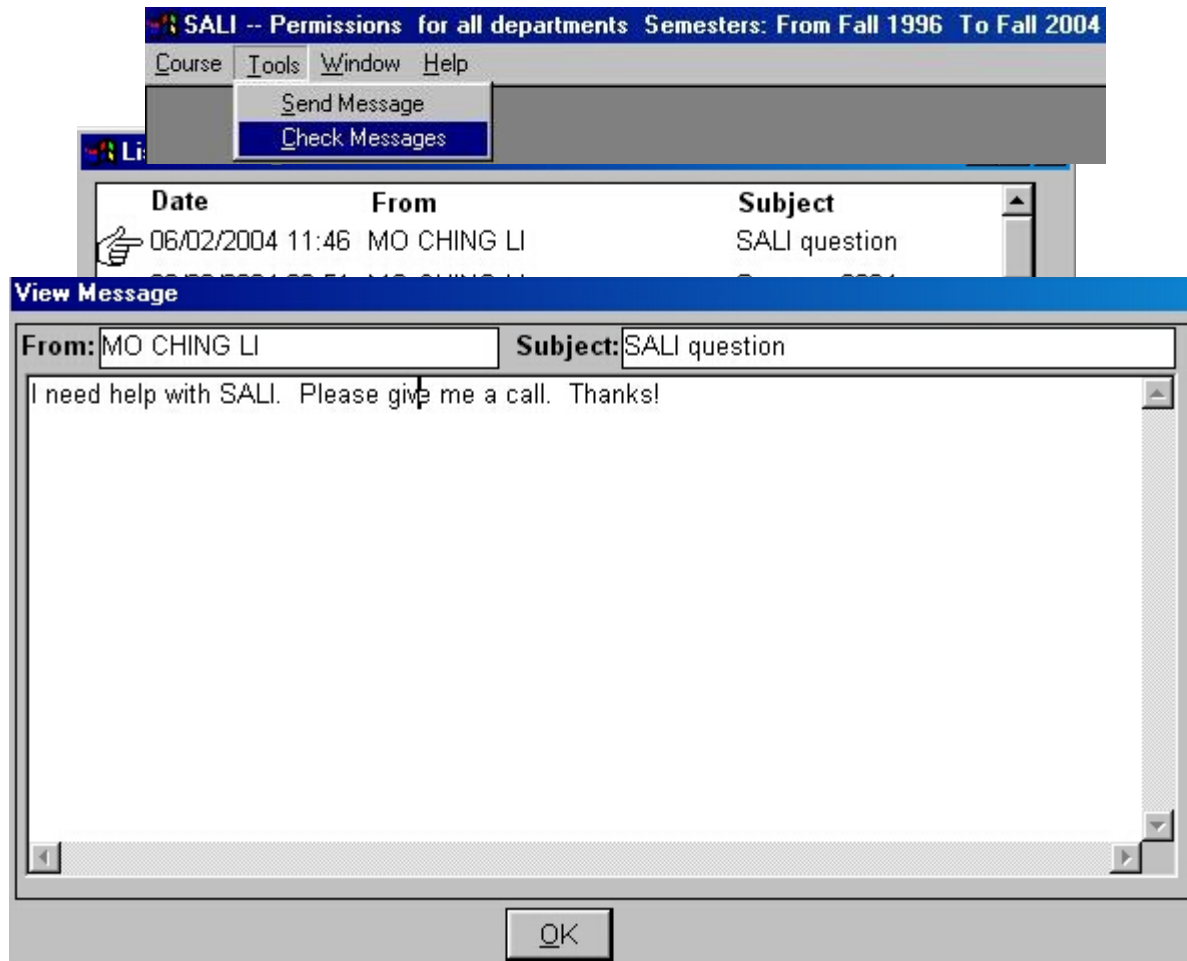 SALI -- Permissions for all departments Semesters: From Fall 1996 To Fall 2004
Course Tools Window Help
Send Message
Check Messages
Date From Subject
06/02/2004 11:46 MO CHING LI SALI question
View Message
From: MO CHING LI Subject: SALI question
I need help with SALI. Please give me a call. Thanks!
OK